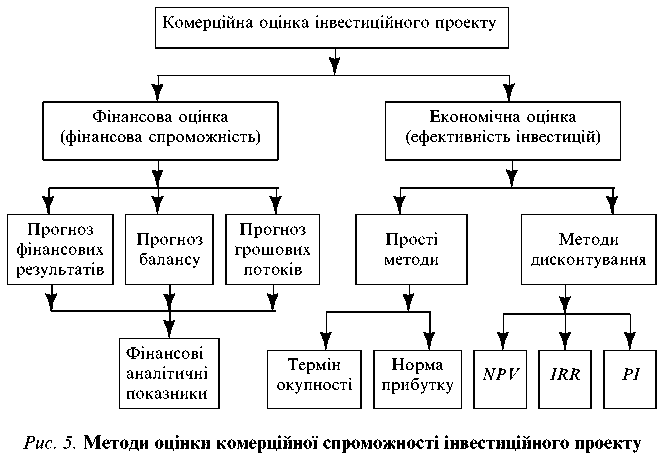 Комерційна оцінка інвестиційного проекту
Фінансова оцінка
(фінансова спроможність)
Економічна оцінка
(ефективність інвестицій)
Прогноз
фінансових
результатів
Прогноз
балансу
Прогноз
грошових
потоків
Прості
методи
Методи
дисконтування
Фінансові
аналітичні
показники
Термін
окупності
Норма
прибутку
NPV
IRR
PI
Рис. 5. Методи оцінки комерційної спроможності інвестиційного проекту